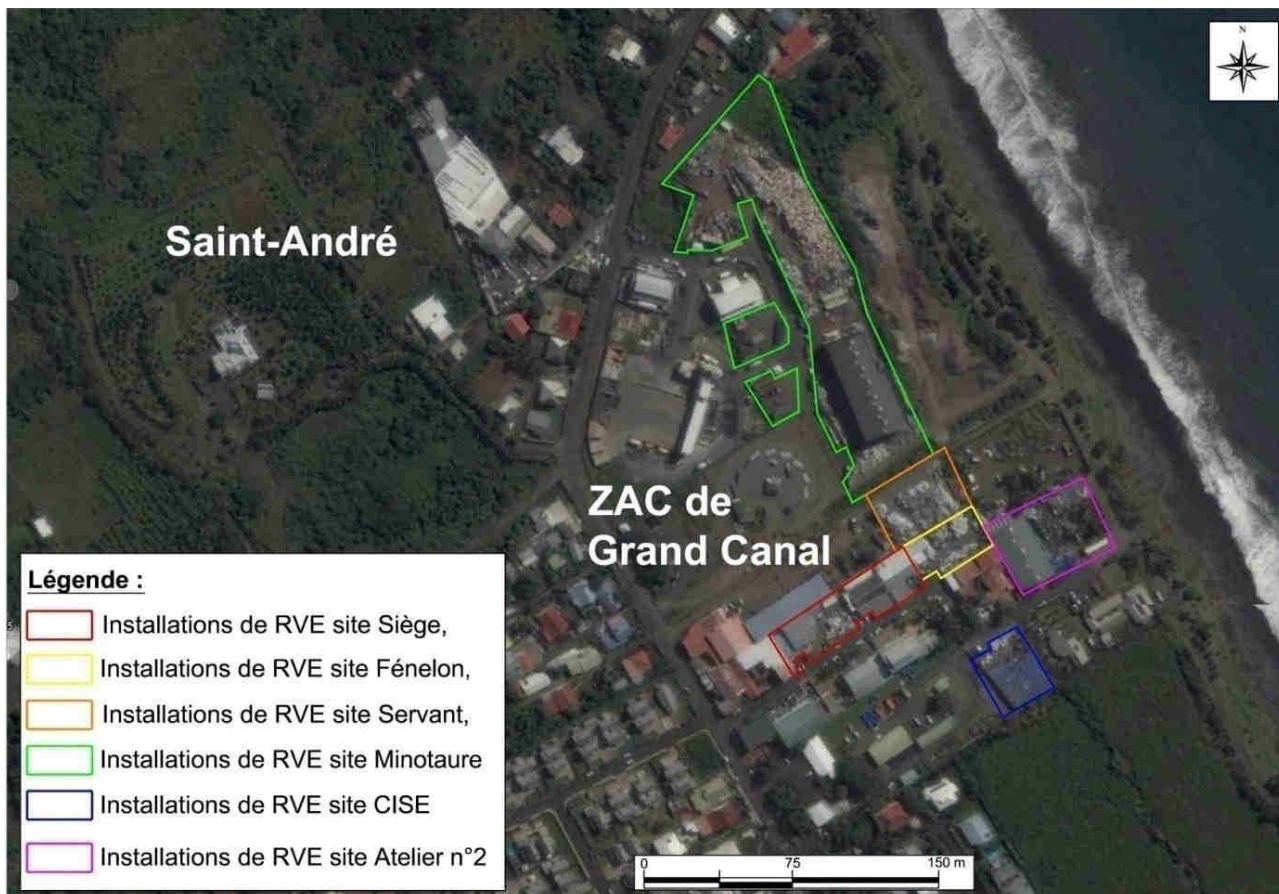 N
Saint-André
ZAC de
Grand Canal
Légende :
Installations de RVE site Siège,
Installations de RVE site Fénelon,
Installations de RVE site Servant,
Installations de RVE site Minotaure
Installations de RVE site CISE
Installations de RVE site Atelier n°2
0 75 150 m